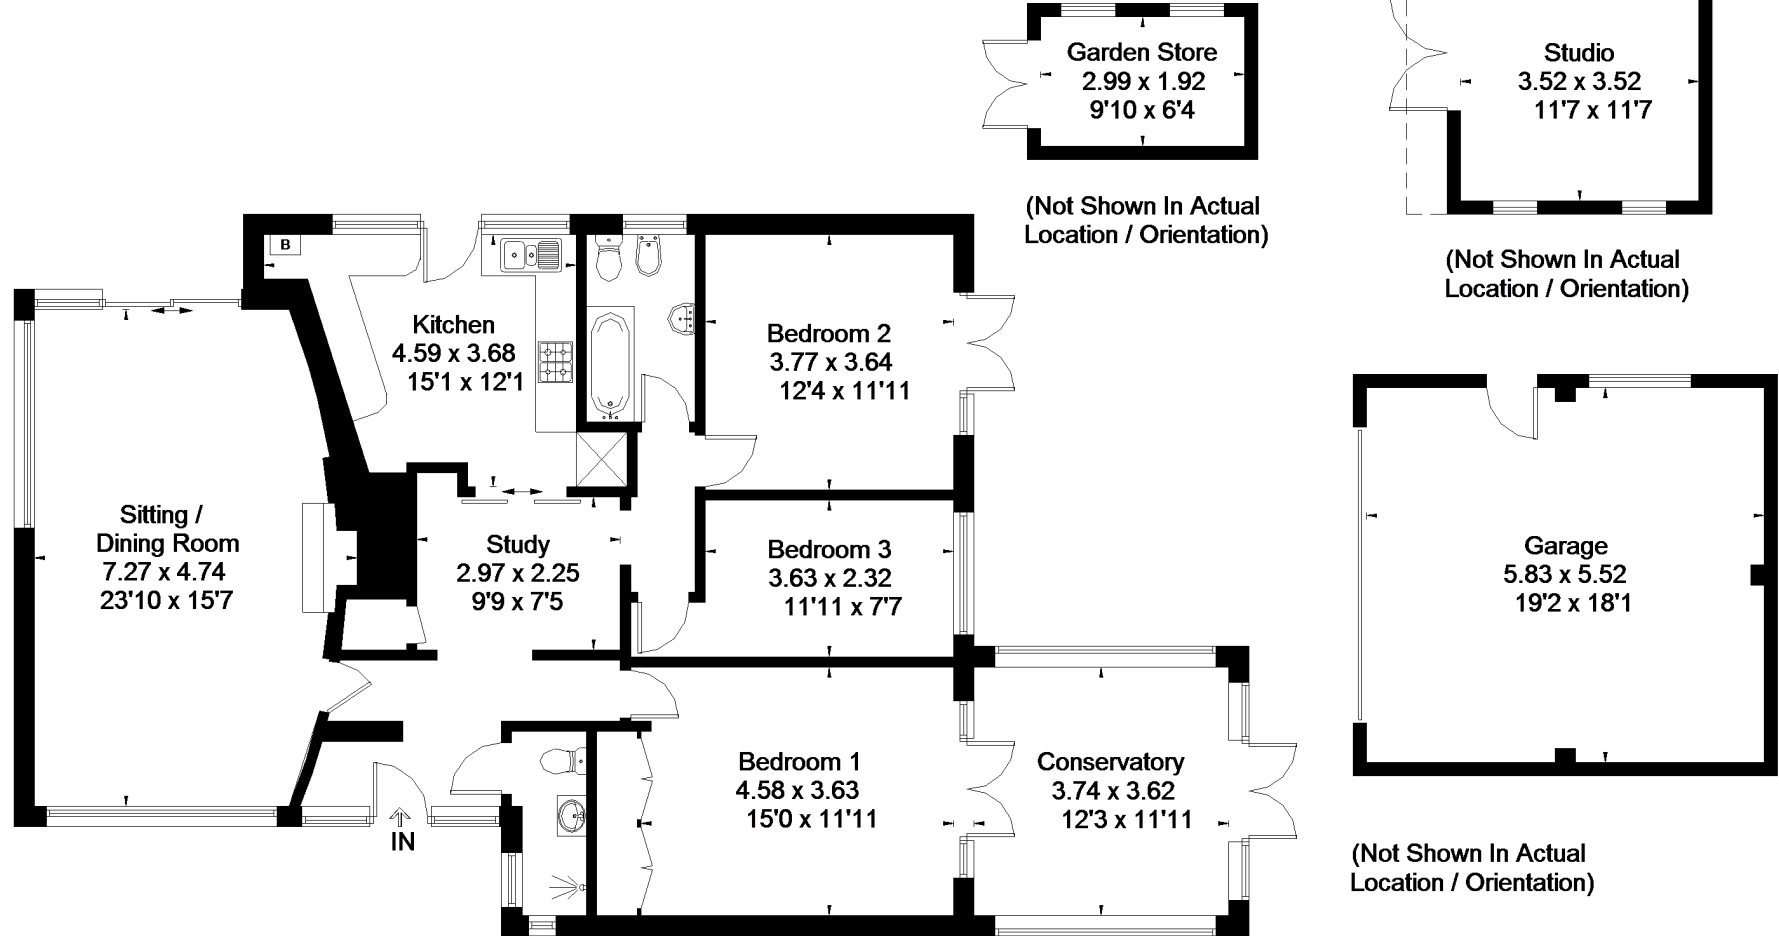 Garden Store
2.99 x 1.92
9'10 x 6'4
(Not Shown In Actual
Location / Orientation)
Studio
3.52 x 3.52
11'7 x 11'7
(Not Shown In Actual
Location / Orientation)
B
Kitchen
4.59 x 3.68
15'1 x 12'1
Bedroom 2
3.77 x 3.64
12'4 x 11'11
Sitting /
Dining Room
7.27 x 4.74
23'10 x 15'7
Study
2.97 x 2.25
9'9 x 7'5
Bedroom 3
3.63 x 2.32
11'11 x 7'7
Garage
5.83 x 5.52
19'2 x 18'1
(Not Shown In Actual
Location / Orientation)
Bedroom 1
4.58 x 3.63
15'0 x 11'11
Conservatory
3.74 x 3.62
12'3 x 11'11
IN